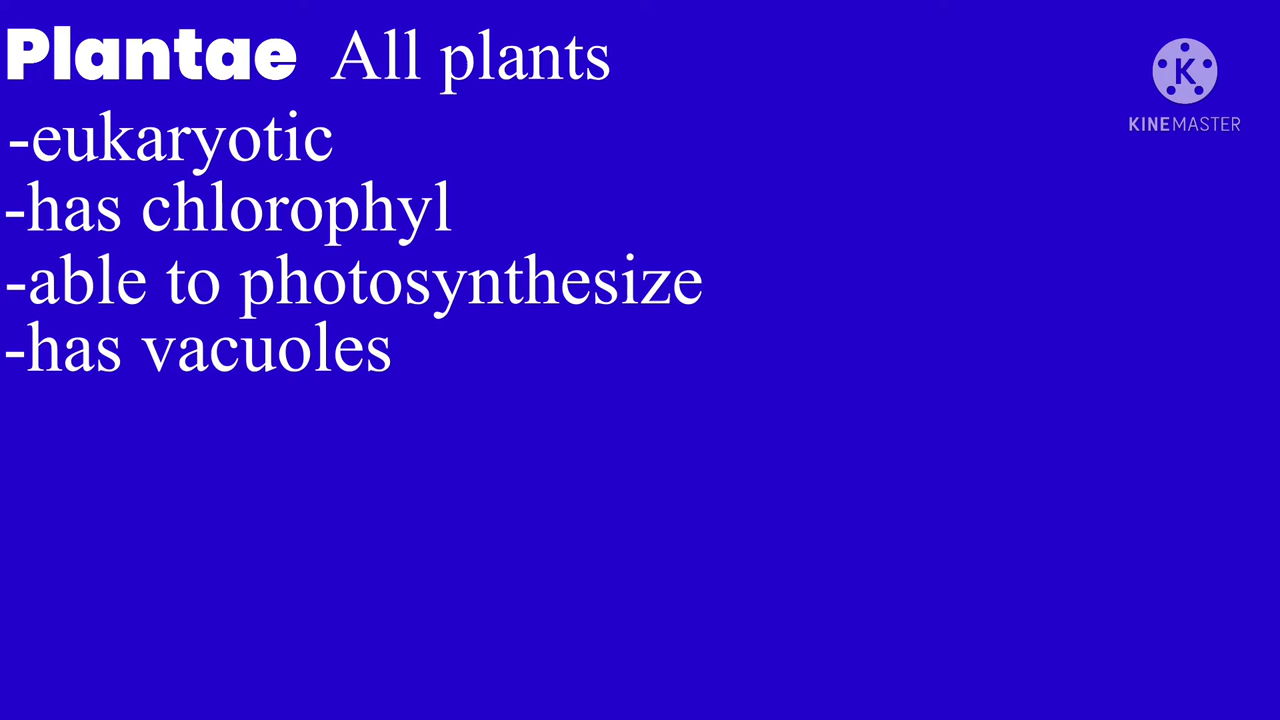 Plantae All plants
K
KINEMASTER
-eukaryotic
-has chlorophyl
-able to photosynthesize
-has vacuoles